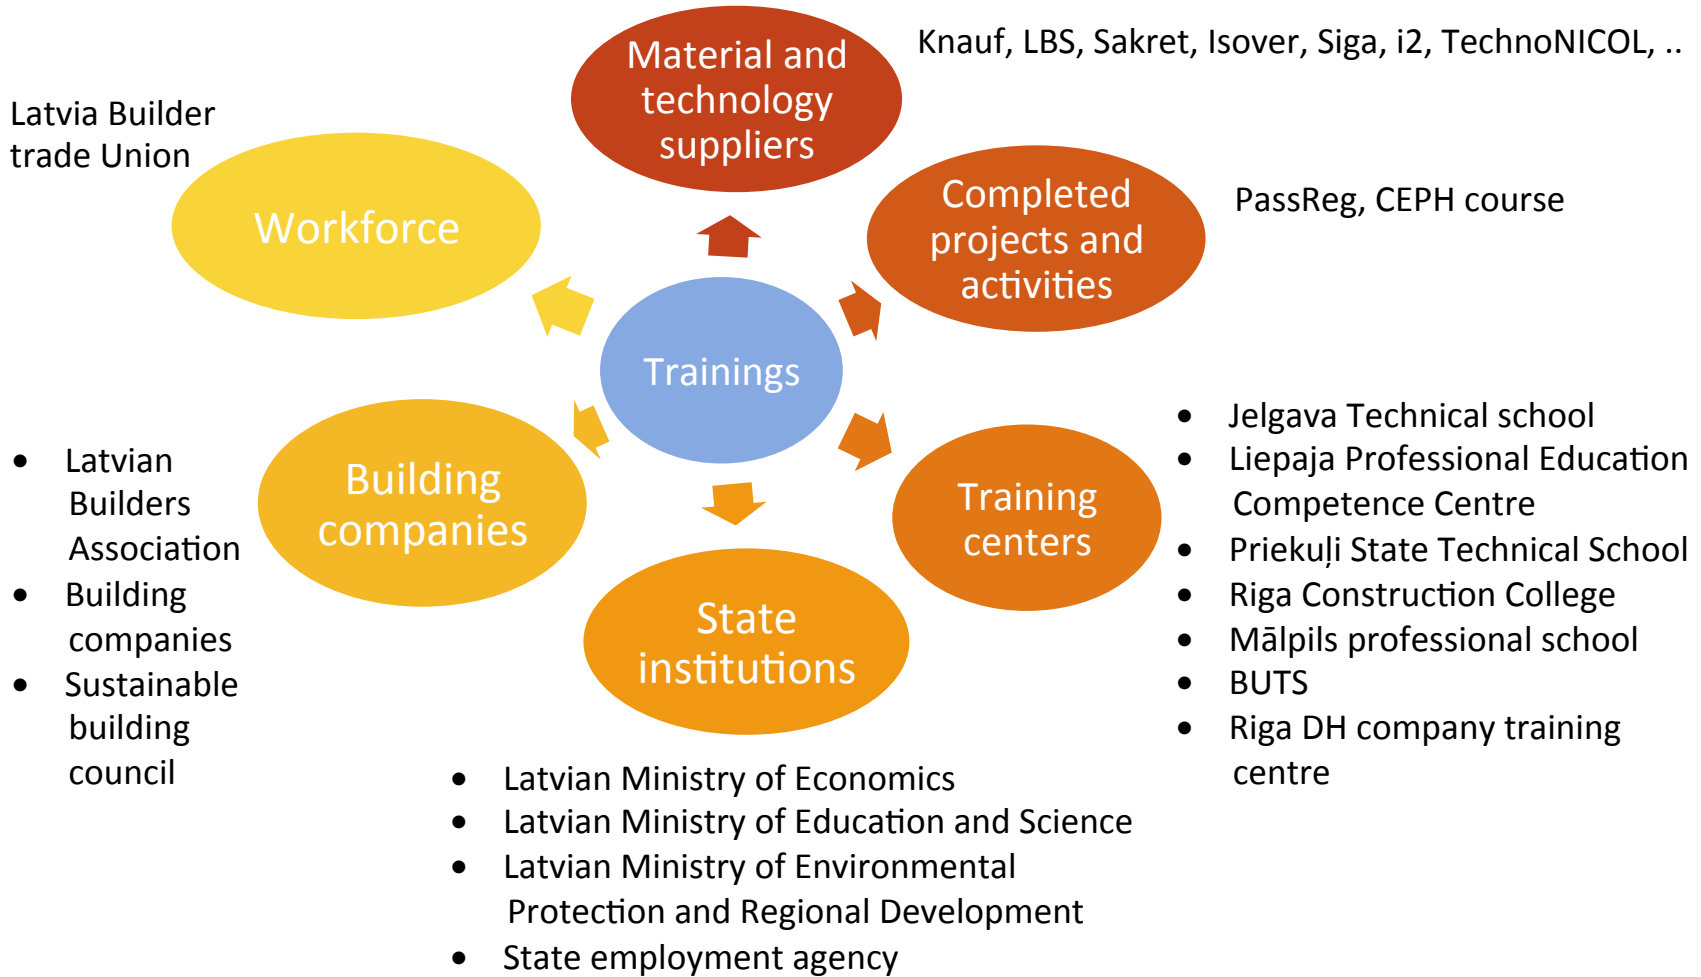 Material and
technology
suppliers
Knauf, LBS, Sakret, Isover, Siga, i2, TechnoNICOL, ..
Latvia Builder
trade Union
Workforce
Completed
projects and
activities
PassReg, CEPH course
Trainings
Building
companies
• Latvian
Builders
Association
• Building
companies
• Sustainable
building
council
Training
centers
• Jelgava Technical school
• Liepaja Professional Education
Competence Centre
• Priekuļi State Technical School
• Riga Construction College
• Mālpils professional school
• BUTS
• Riga DH company training
centre
State
institutions
• Latvian Ministry of Economics
• Latvian Ministry of Education and Science
• Latvian Ministry of Environmental
Protection and Regional Development
• State employment agency